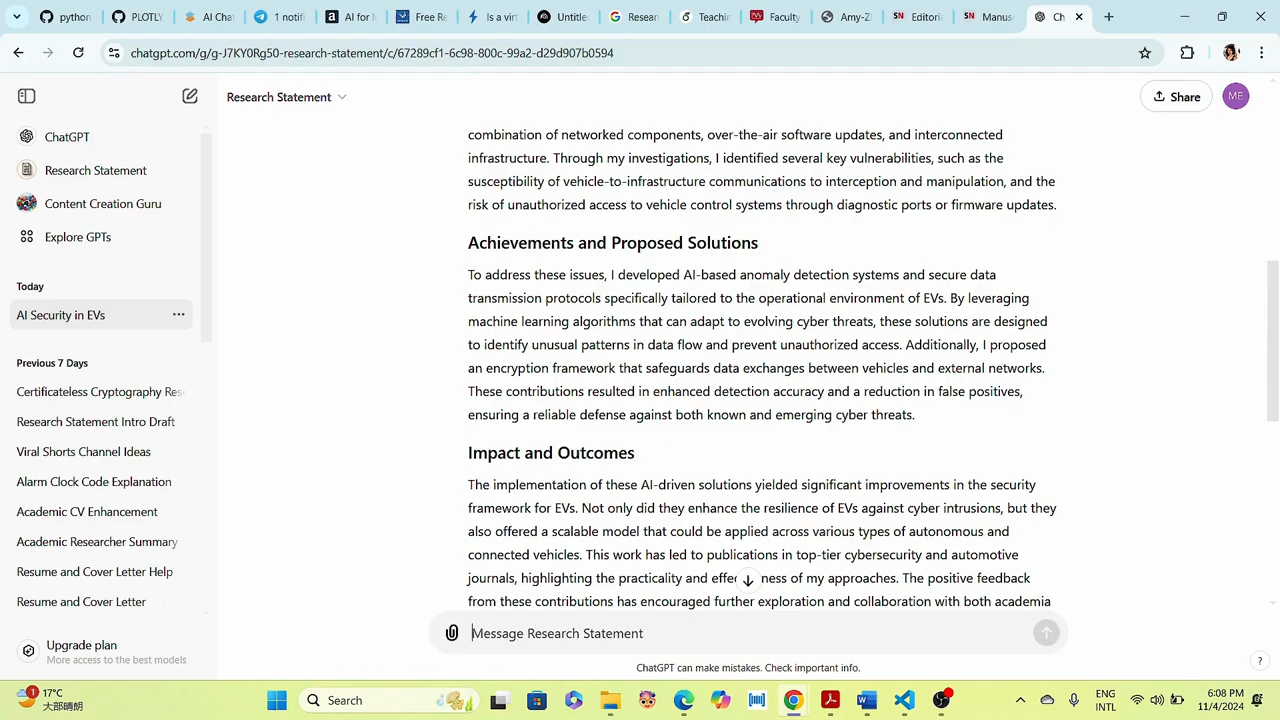 python
PLOTLY
AI Chat
1 notifi
AI for
Free Re
Is a virt
Untitle
Researc
Teachin
Faculty
Amy-Z
Editoria
Manus
Ch
chatgpt.com/g/g-J7KY0Rg50-research-statement/c/67289cf1-6c98-800c-99a2-d29d907b0594
Research Statement
Share
ME
ChatGPT
Research Statement
Content Creation Guru
Explore GPTs
Today
AI Security in EVs
Previous 7 Days
Certificateless Cryptography Res
Research Statement Intro Draft
Viral Shorts Channel Ideas
Alarm Clock Code Explanation
Academic CV Enhancement
Academic Researcher Summary
Resume and Cover Letter Help
Resume and Cover Letter
Upgrade plan
More access to the best models
combination of networked components, over-the-air software updates, and interconnected
infrastructure. Through my investigations, I identified several key vulnerabilities, such as the
susceptibility of vehicle-to-infrastructure communications to interception and manipulation, and the
risk of unauthorized access to vehicle control systems through diagnostic ports or firmware updates.
Achievements and Proposed Solutions
To address these issues, I developed AI-based anomaly detection systems and secure data
transmission protocols specifically tailored to the operational environment of EVs. By leveraging
machine learning algorithms that can adapt to evolving cyber threats, these solutions are designed
to identify unusual patterns in data flow and prevent unauthorized access. Additionally, I proposed
an encryption framework that safeguards data exchanges between vehicles and external networks.
These contributions resulted in enhanced detection accuracy and a reduction in false positives,
ensuring a reliable defense against both known and emerging cyber threats.
Impact and Outcomes
The implementation of these AI-driven solutions yielded significant improvements in the security
framework for EVs. Not only did they enhance the resilience of EVs against cyber intrusions, but they
also offered a scalable model that could be applied across various types of autonomous and
connected vehicles. This work has led to publications in top-tier cybersecurity and automotive
journals, highlighting the practicality and effec ness of my approaches. The positive feedback
from these contributions has encouraged further exploration and collaboration with both academia
Message Research Statement
ChatGPT can make mistakes. Check important info.
?
1
17°C
大部晴朗
Search
ENG
INTL
6:08 PM
11/4/2024